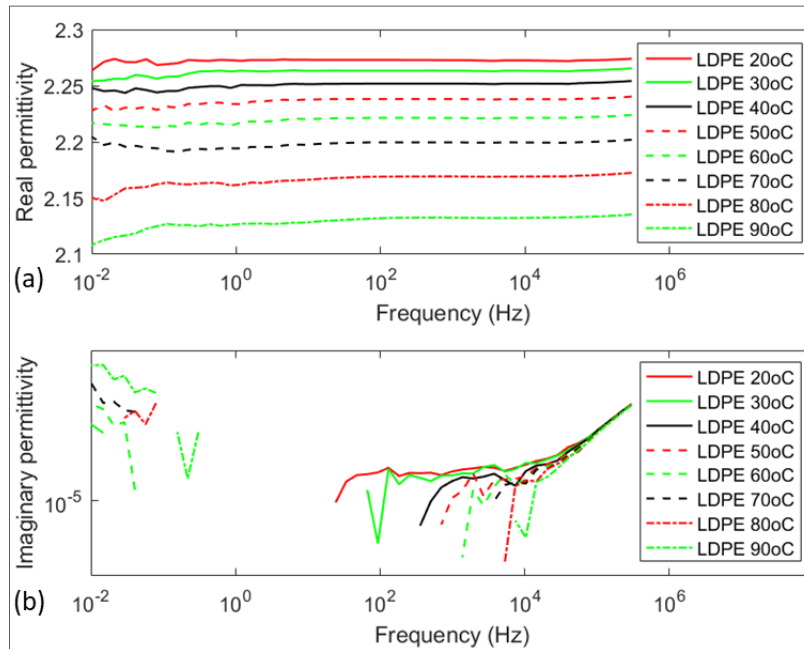 2.3
2.25
2.2
2.15
2.1
Real permittivity
LDPE 20oC
LDPE 30oC
LDPE 40oC
LDPE 50oC
LDPE 60oC
LDPE 70oC
LDPE 80oC
LDPE 90oC
(a)
10-2 100 102 104 106
Frequency (Hz)
Imaginary permittivity
10-5
LDPE 20oC
LDPE 30oC
LDPE 40oC
LDPE 50oC
LDPE 60oC
LDPE 70oC
LDPE 80oC
LDPE 90oC
(b)
10-2 100 102 104 106
Frequency (Hz)